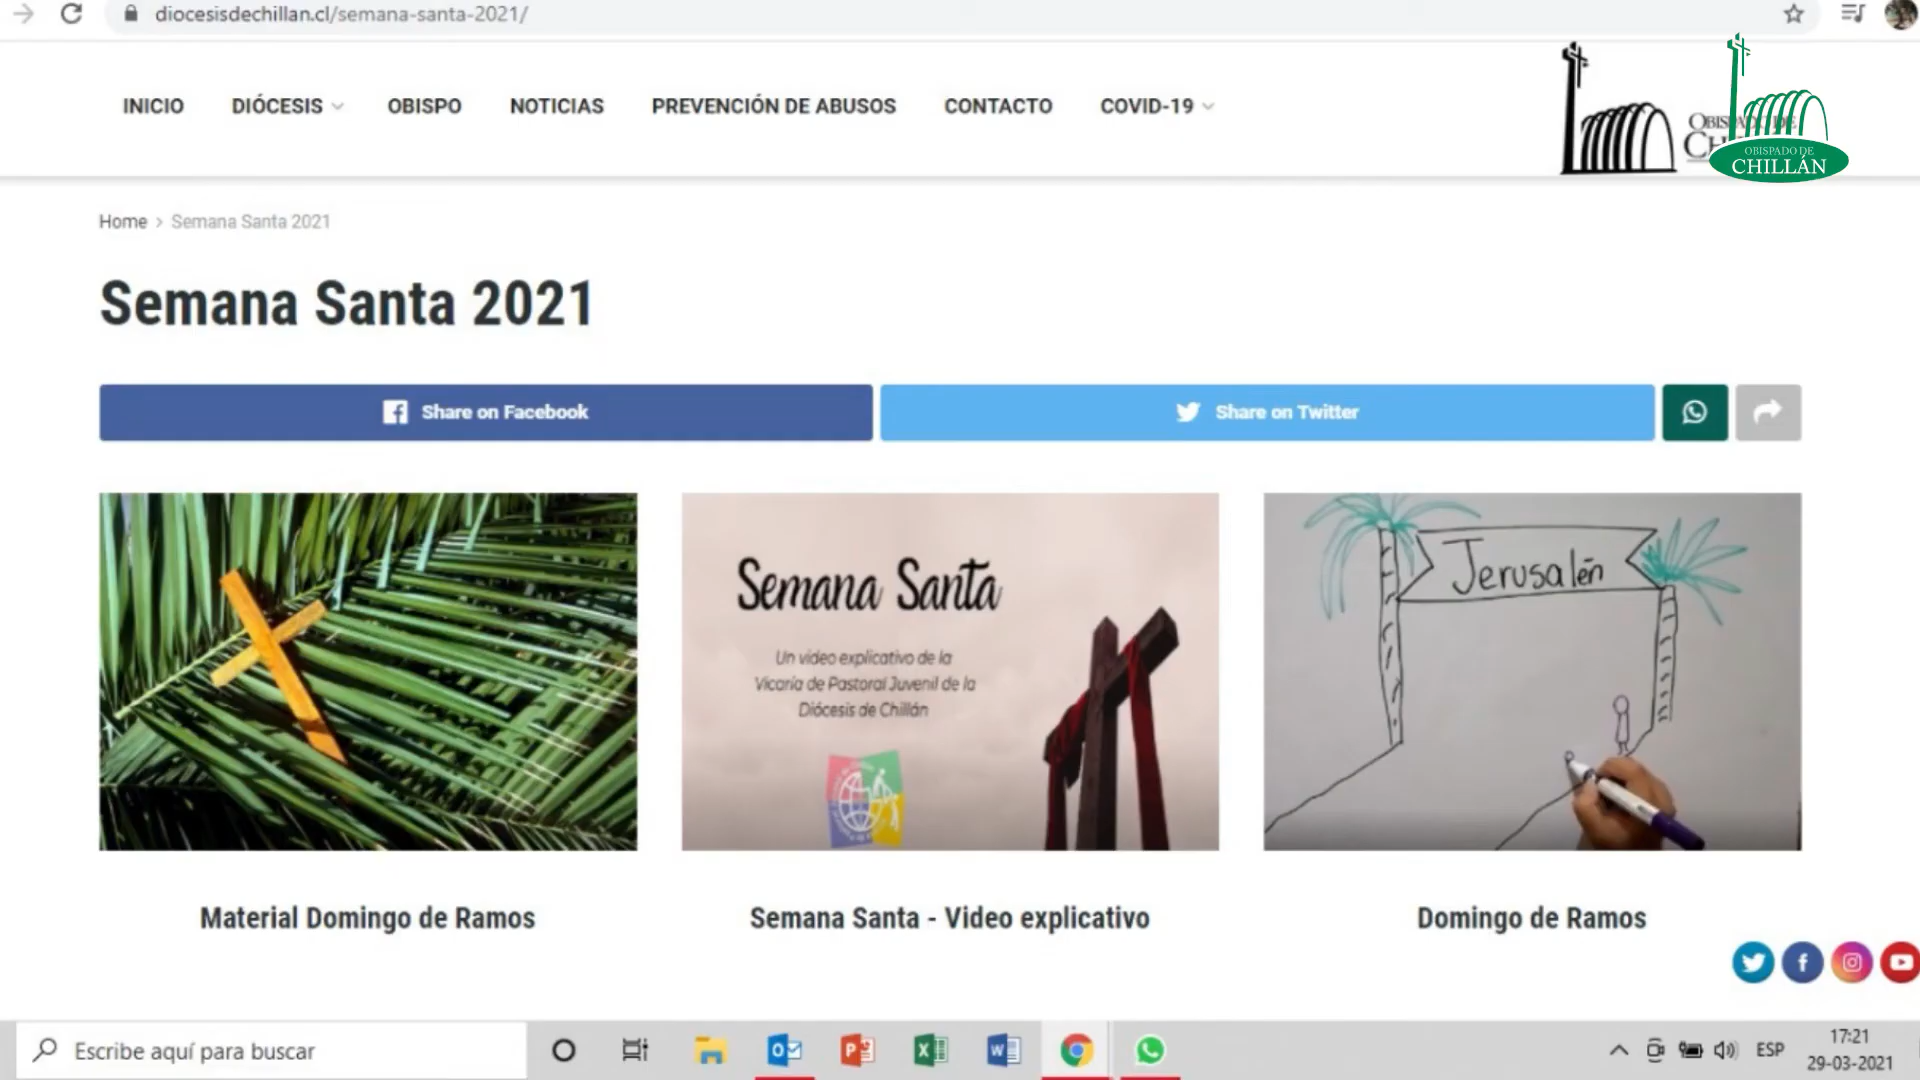 diocesisdechillan.cl/semana-santa-2021/
INICIO DIÓCESIS OBISPO NOTICIAS PREVENCIÓN DE ABUSOS CONTACTO COVID-19
OBISPADO DE
CHILLÁN
Home > Semana Santa 2021
Semana Santa 2021
Share on Facebook Share on Twitter
Semana Santa
Un video explicativo de la
Vicaría de Pastoral Juvenil de la
Diócesis de Chillán
Jerusalén
Material Domingo de Ramos
Semana Santa - Video explicativo
Domingo de Ramos
Escribe aquí para buscar
ESP
17:21
29-03-2021